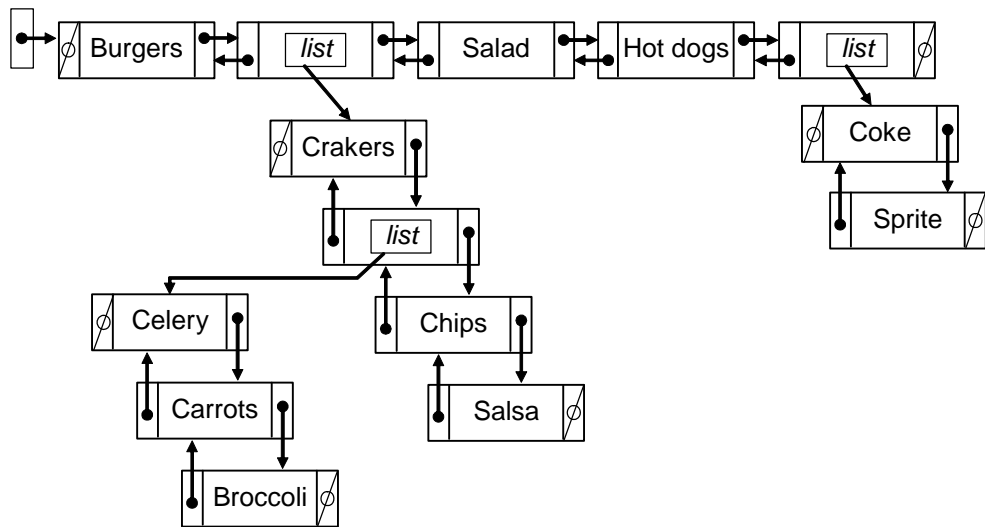 Burgers list Salad Hot dogs list
Crakers Coke
list Sprite
Celery Chips
Carrots Salsa
Broccoli